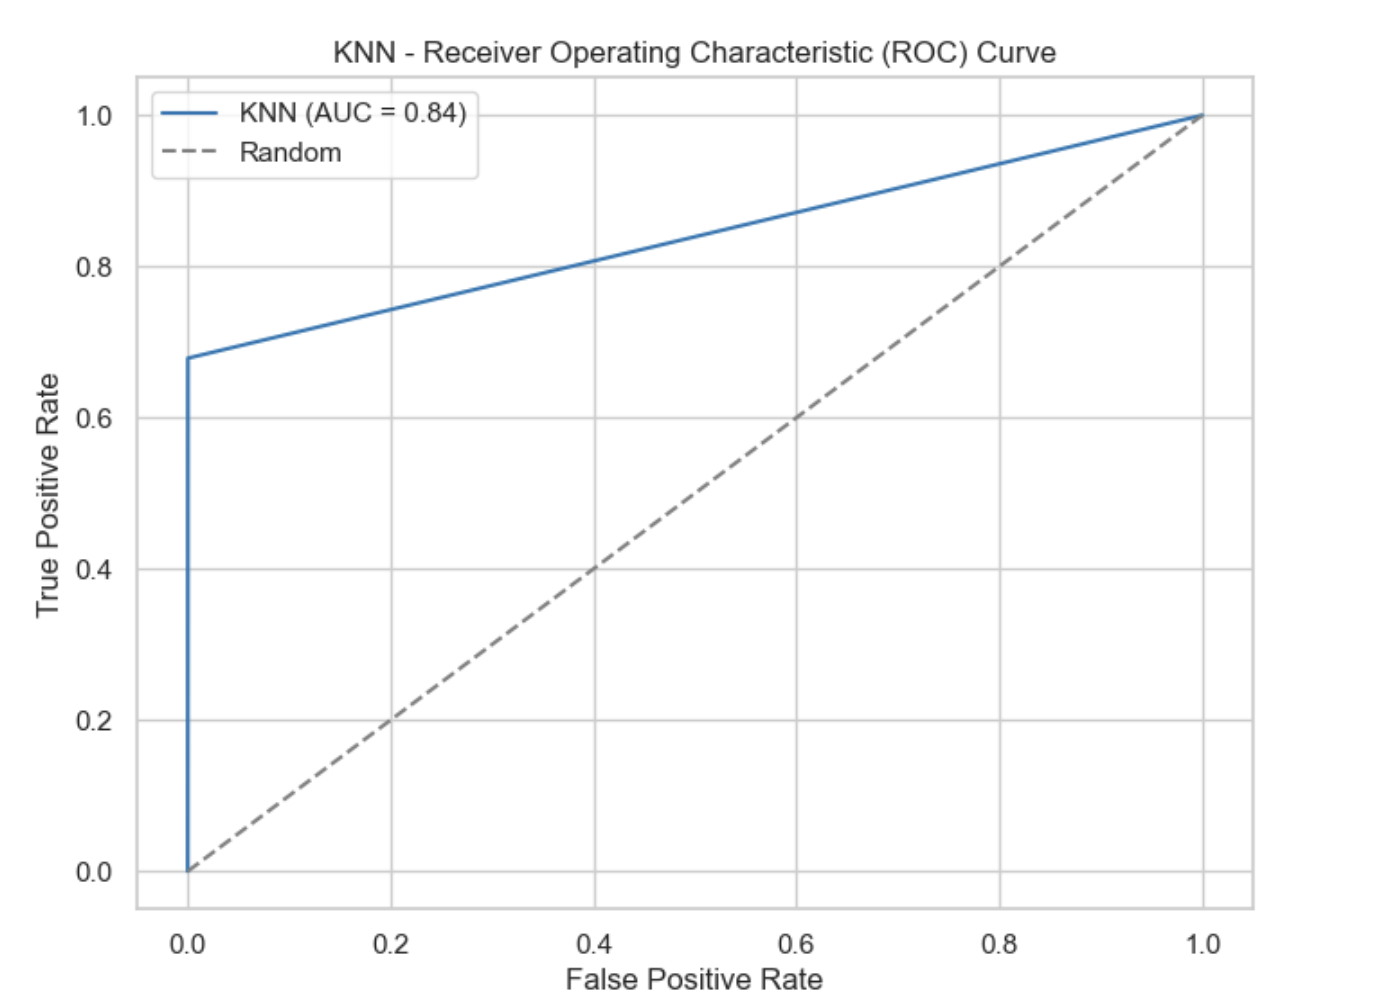 KNN - Receiver Operating Characteristic (ROC) Curve
KNN (AUC = 0.84)
Random
True Positive Rate
1.0
0.8
0.6
0.4
0.2
0.0
0.0 0.2 0.4 0.6 0.8 1.0
False Positive Rate